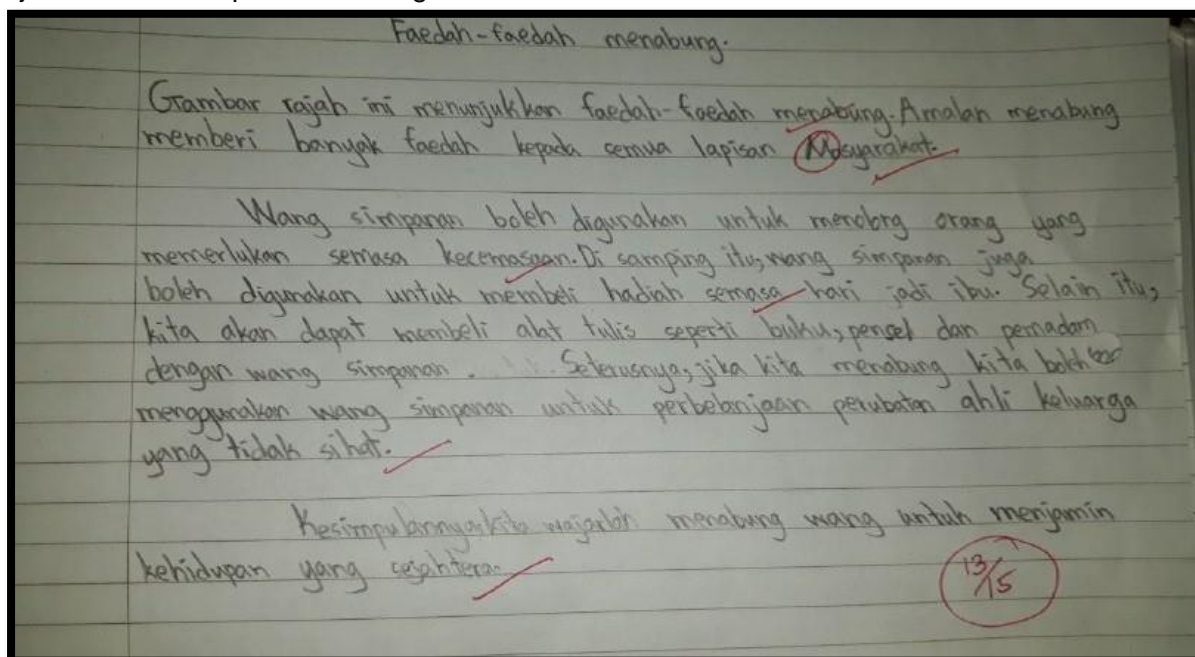 Faedah-faedah menabung.
Gambar rajah ini menunjukkan faedah-faedah menabung. Amalan menabung
memberi banyak faedah kepada semua lapisan Masyarakat.
Wang simpanan boleh digunakan untuk menolong orang yang
memerlukan semasa kecemasaan. Di samping itu, wang simpanan juga
boleh digunakan untuk membeli hadiah semasa hari jadi ibu. Selain itu,
kita akan dapat membeli alat tulis seperti buku, pensel dan pemadam
dengan wang simpanan. Seterusnya, jika kita menabung kita boleh
menggunakan wang simpanan untuk perbelanjaan perubatan ahli keluarga
yang tidak sihat.
Kesimpulannya, kita wajarlah menabung wang untuk menjamin
kehidupan yang sejahtera.
13/15